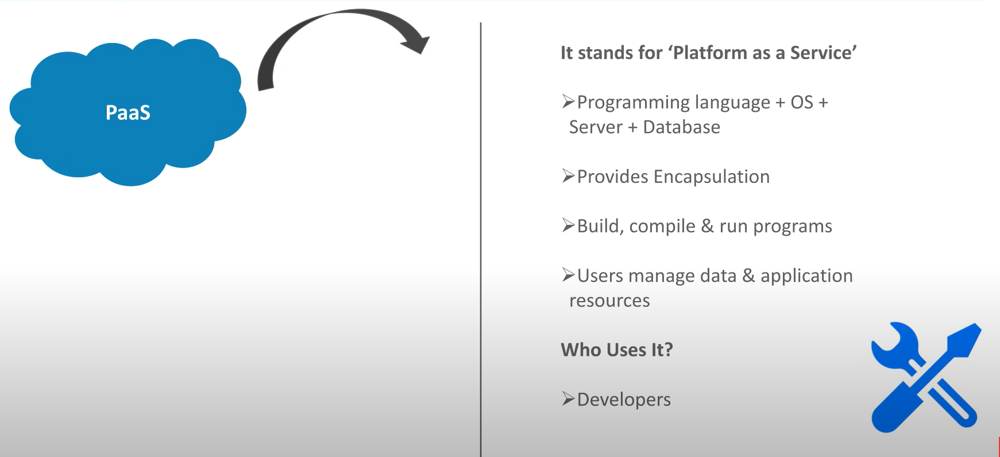 PaaS
It stands for ‘Platform as a Service’
➢Programming language + OS +
Server + Database
➢Provides Encapsulation
➢Build, compile & run programs
➢Users manage data & application
resources
Who Uses It?
➢Developers